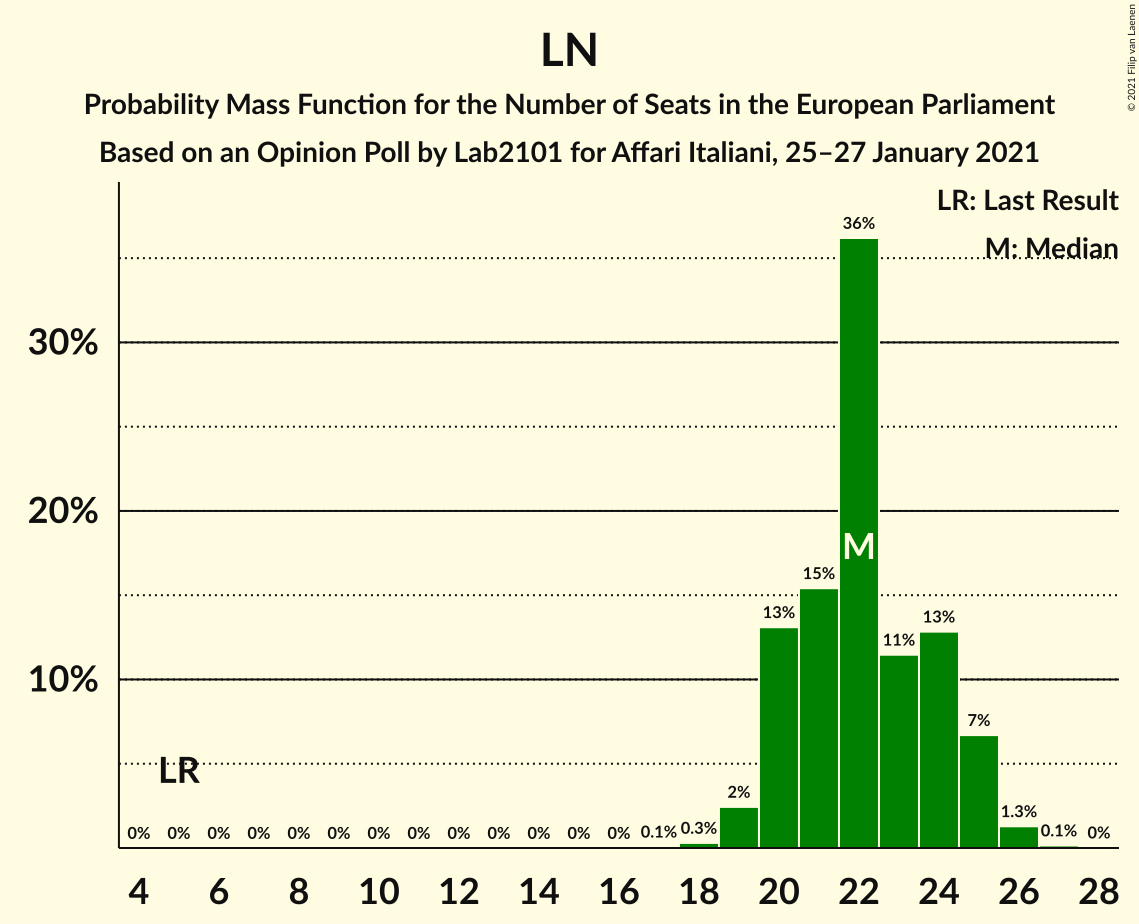 LN
Probability Mass Function for the Number of Seats in the European Parliament
Based on an Opinion Poll by Lab2101 for Affari Italiani, 25–27 January 2021
© 2021 Filip van Laenen
LR: Last Result
M: Median
36%
30%
20%
M
15%
13%
13%
11%
10%
7%
LR
2%
1.3%
0% 0% 0% 0% 0% 0% 0% 0% 0% 0% 0% 0% 0% 0.1% 0.3% 0.1% 0%
4 6 8 10 12 14 16 18 20 22 24 26 28